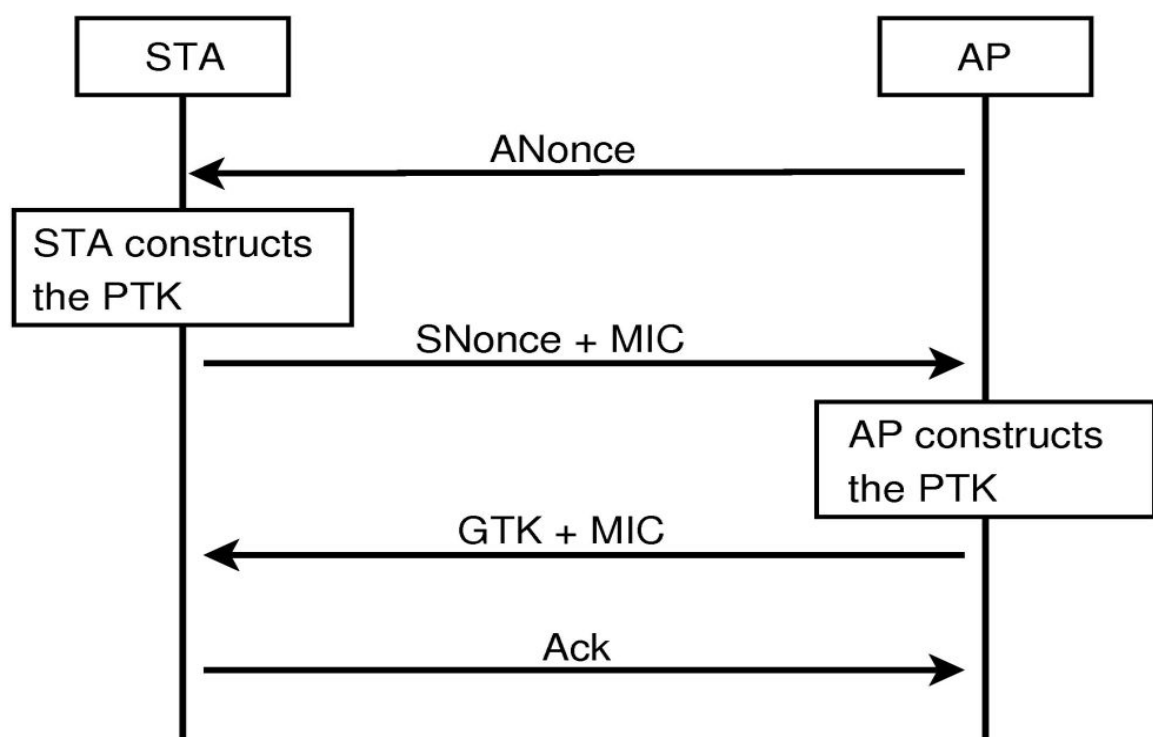 STA
AP
ANonce
STA constructs
the PTK
SNonce + MIC
AP constructs
the PTK
GTK + MIC
Ack